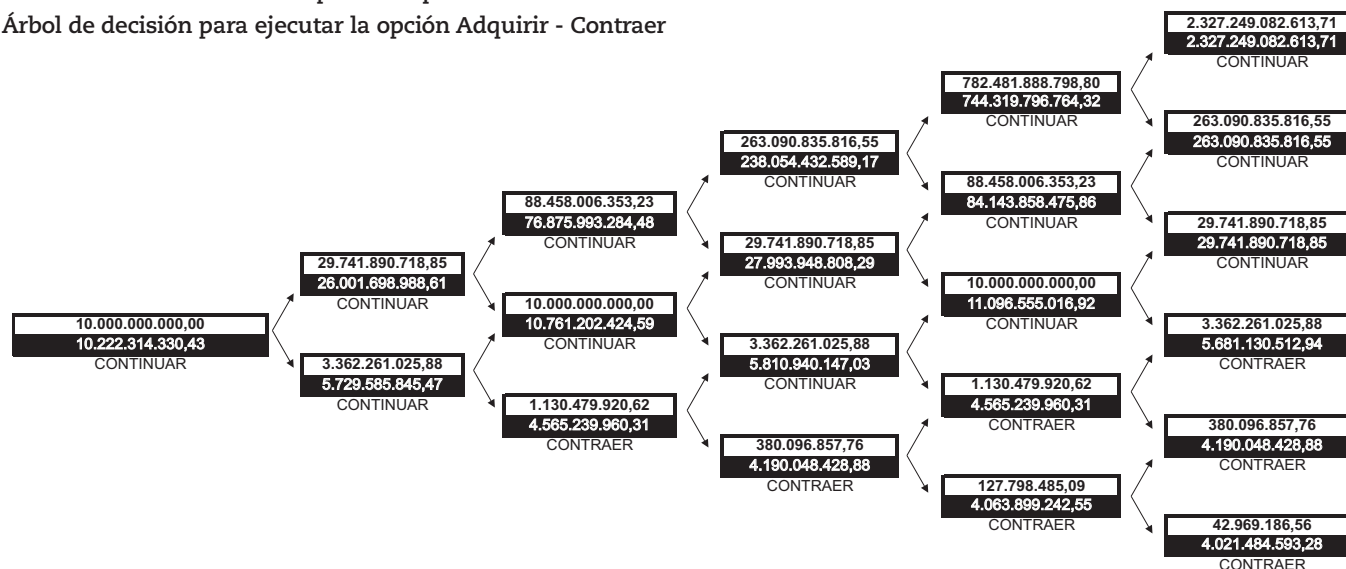 Árbol de decisión para ejecutar la opción Adquirir - Contraer
10.000.000.000,00
10.222.314.330,43
CONTINUAR
29.741.890.718,85
26.001.698.988,61
CONTINUAR
3.362.261.025,88
5.729.585.845,47
CONTINUAR
88.458.006.353,23
76.875.993.284,48
CONTINUAR
10.000.000.000,00
10.761.202.424,59
CONTINUAR
1.130.479.920,62
4.565.239.960,31
CONTRAER
263.090.835.816,55
238.054.432.589,17
CONTINUAR
29.741.890.718,85
27.993.948.808,29
CONTINUAR
3.362.261.025,88
5.810.940.147,03
CONTINUAR
380.096.857,76
4.190.048.428,88
CONTRAER
782.481.888.798,80
744.319.796.764,32
CONTINUAR
88.458.006.353,23
84.143.858.475,86
CONTINUAR
10.000.000.000,00
11.096.555.016,92
CONTINUAR
1.130.479.920,62
4.565.239.960,31
CONTRAER
127.798.485,09
4.063.899.242,55
CONTRAER
2.327.249.082.613,71
2.327.249.082.613,71
CONTINUAR
263.090.835.816,55
263.090.835.816,55
CONTINUAR
29.741.890.718,85
29.741.890.718,85
CONTINUAR
3.362.261.025,88
5.681.130.512,94
CONTRAER
380.096.857,76
4.190.048.428,88
CONTRAER
42.969.186,56
4.021.484.593,28
CONTRAER